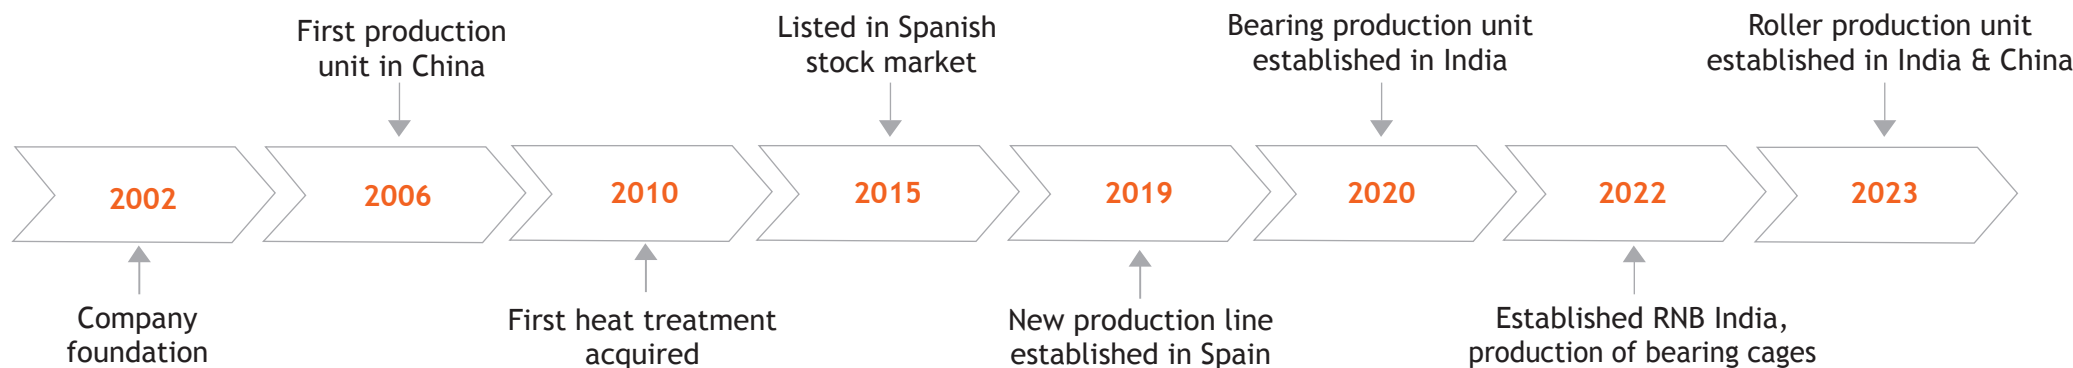 First production
unit in China
Listed in Spanish
stock market
Bearing production unit
established in India
Roller production unit
established in India & China
2002
2006
2010
2015
2019
2020
2022
2023
Company
foundation
First heat treatment
acquired
New production line
established in Spain
Established RNB India,
production of bearing cages